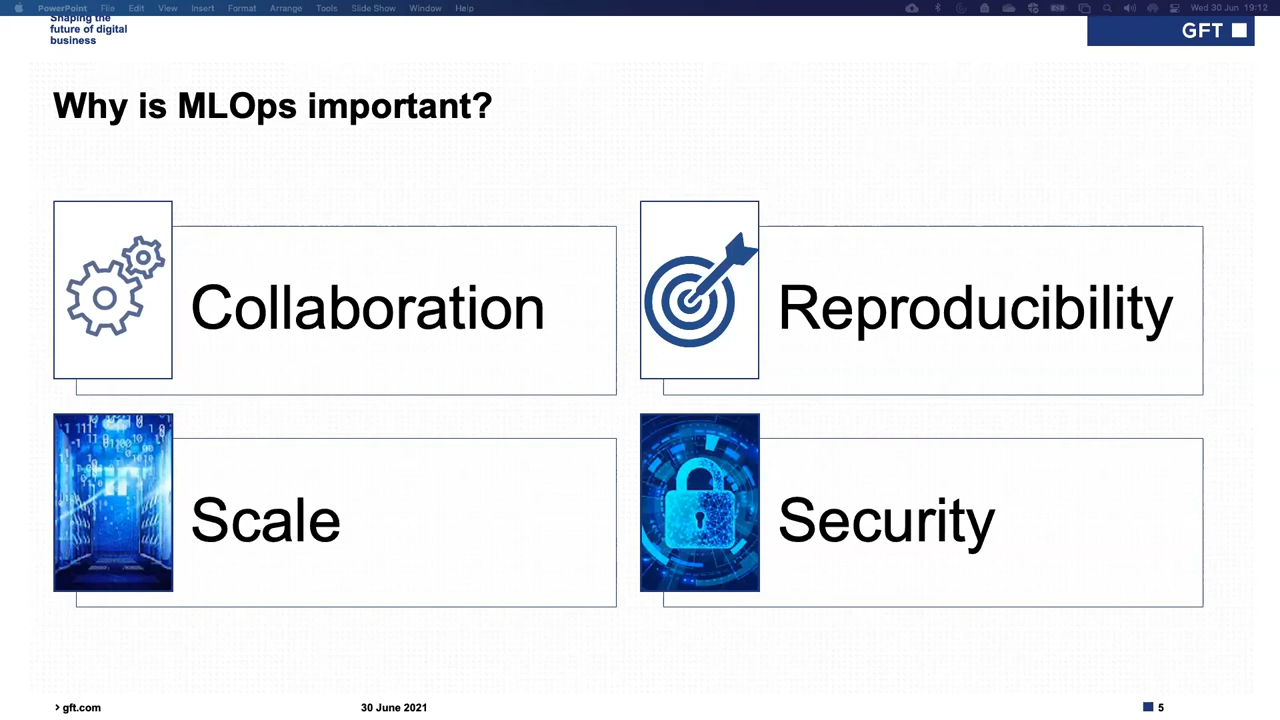 PowerPoint File Edit View Insert Format Arrange Tools Slide Show Window Help Wed 30 Jun 19:12
Shaping the
future of digital
business
GFT
Why is MLOps important?
Collaboration
Reproducibility
Scale
Security
> gft.com
30 June 2021
5